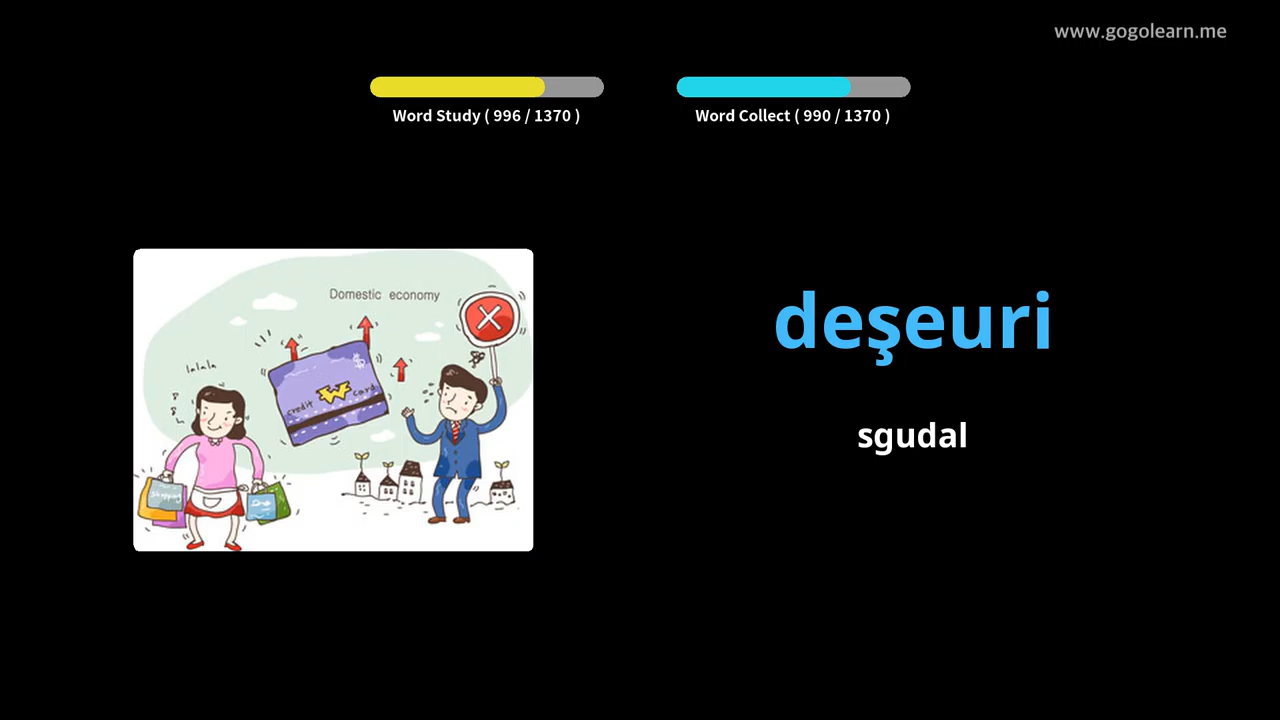 www.gogolearn.me
Word Study ( 996 / 1370 )
Word Collect ( 990 / 1370 )
Domestic economy
lalala
$
W
credit card
shopping
deşeuri
sgudal